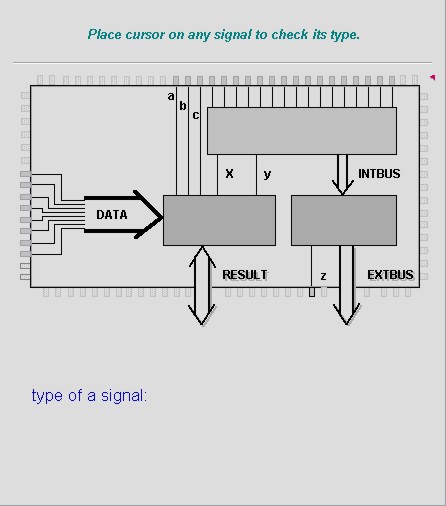 Place cursor on any signal to check its type.
a
b
c
X y INTBUS
DATA
RESULT z EXTBUS
type of a signal: